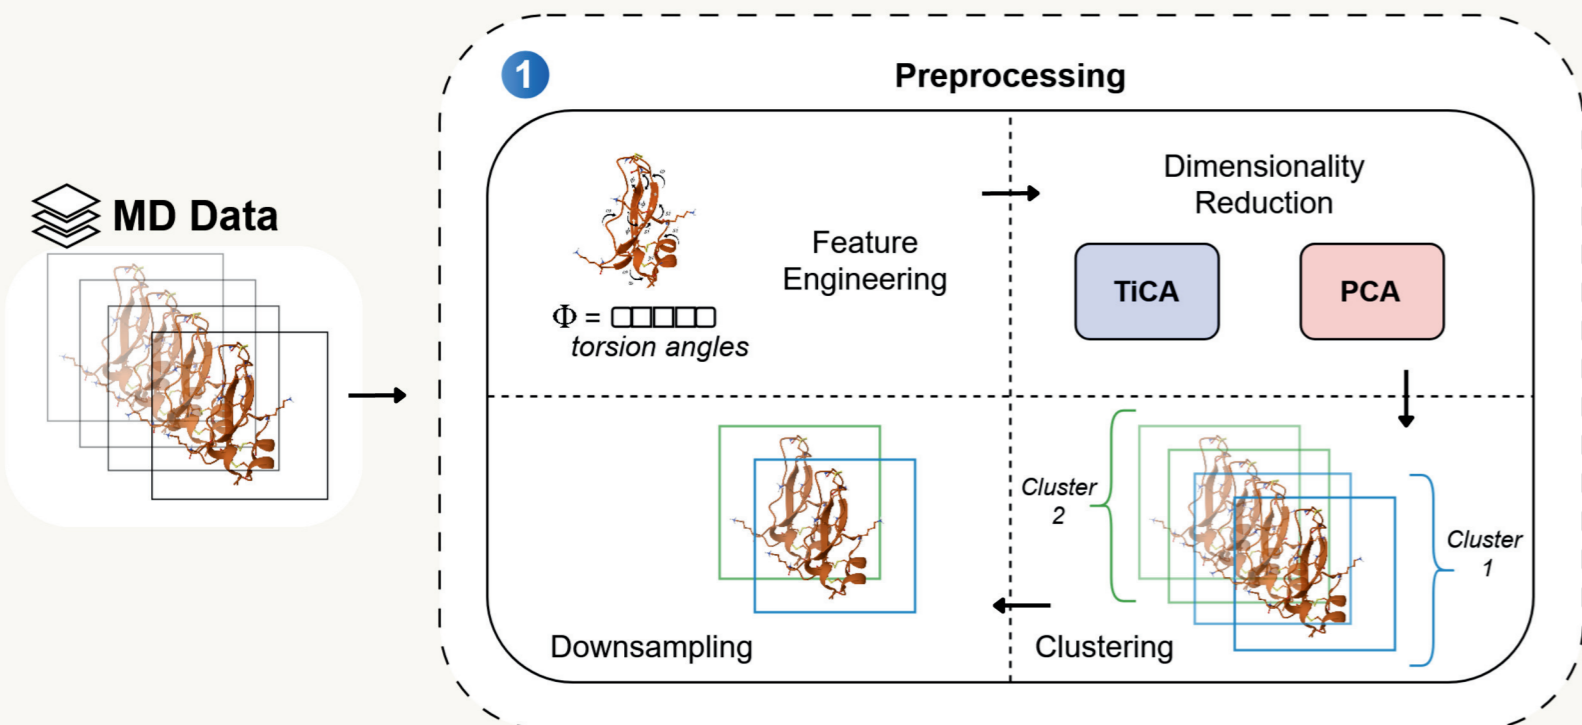 MD Data
1
Preprocessing
Feature
Engineering
Φ =
torsion angles
Dimensionality
Reduction
TiCA
PCA
Cluster
2
Cluster
1
Clustering
Downsampling